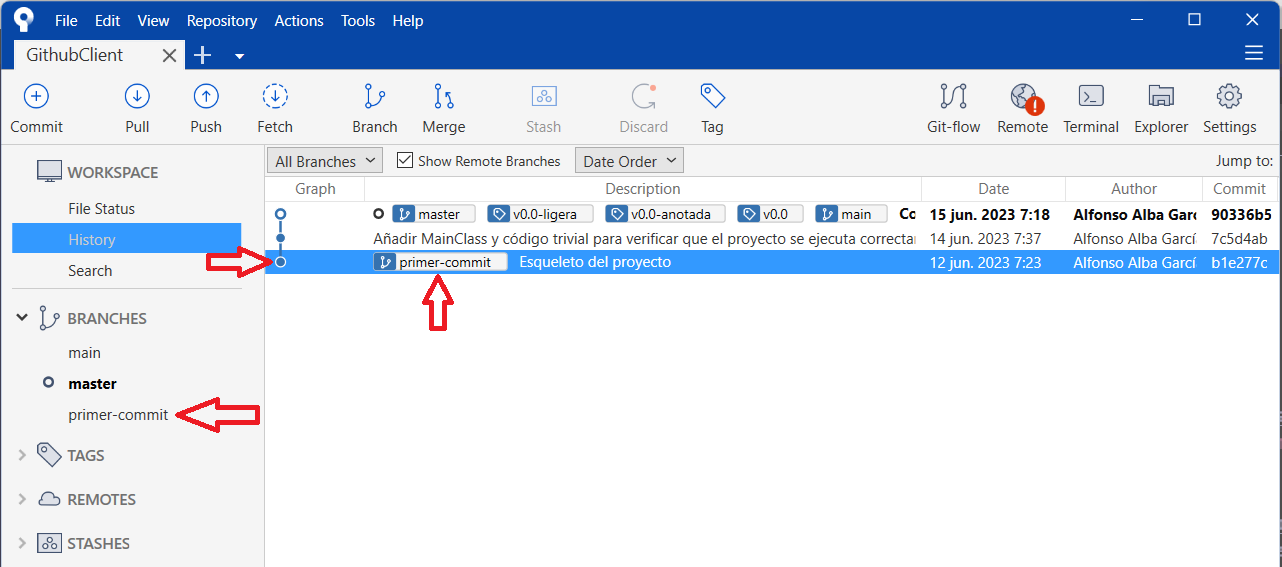 File Edit View Repository Actions Tools Help
GithubClient
Commit Pull Push Fetch Branch Merge Stash Discard Tag Git-flow Remote Terminal Explorer Settings
WORKSPACE
File Status
History
Search
BRANCHES
main
master
primer-commit
TAGS
REMOTES
STASHES
All Branches Show Remote Branches Date Order Jump to:
Graph Description Date Author Commit
master v0.0-ligera v0.0-anotada v0.0 main Co 15 jun. 2023 7:18 Alfonso Alba Garc 90336b5
Añadir MainClass y código trivial para verificar que el proyecto se ejecuta correctar 14 jun. 2023 7:37 Alfonso Alba Garcí 7c5d4ab
primer-commit Esqueleto del proyecto 12 jun. 2023 7:23 Alfonso Alba Garcí b1e277c